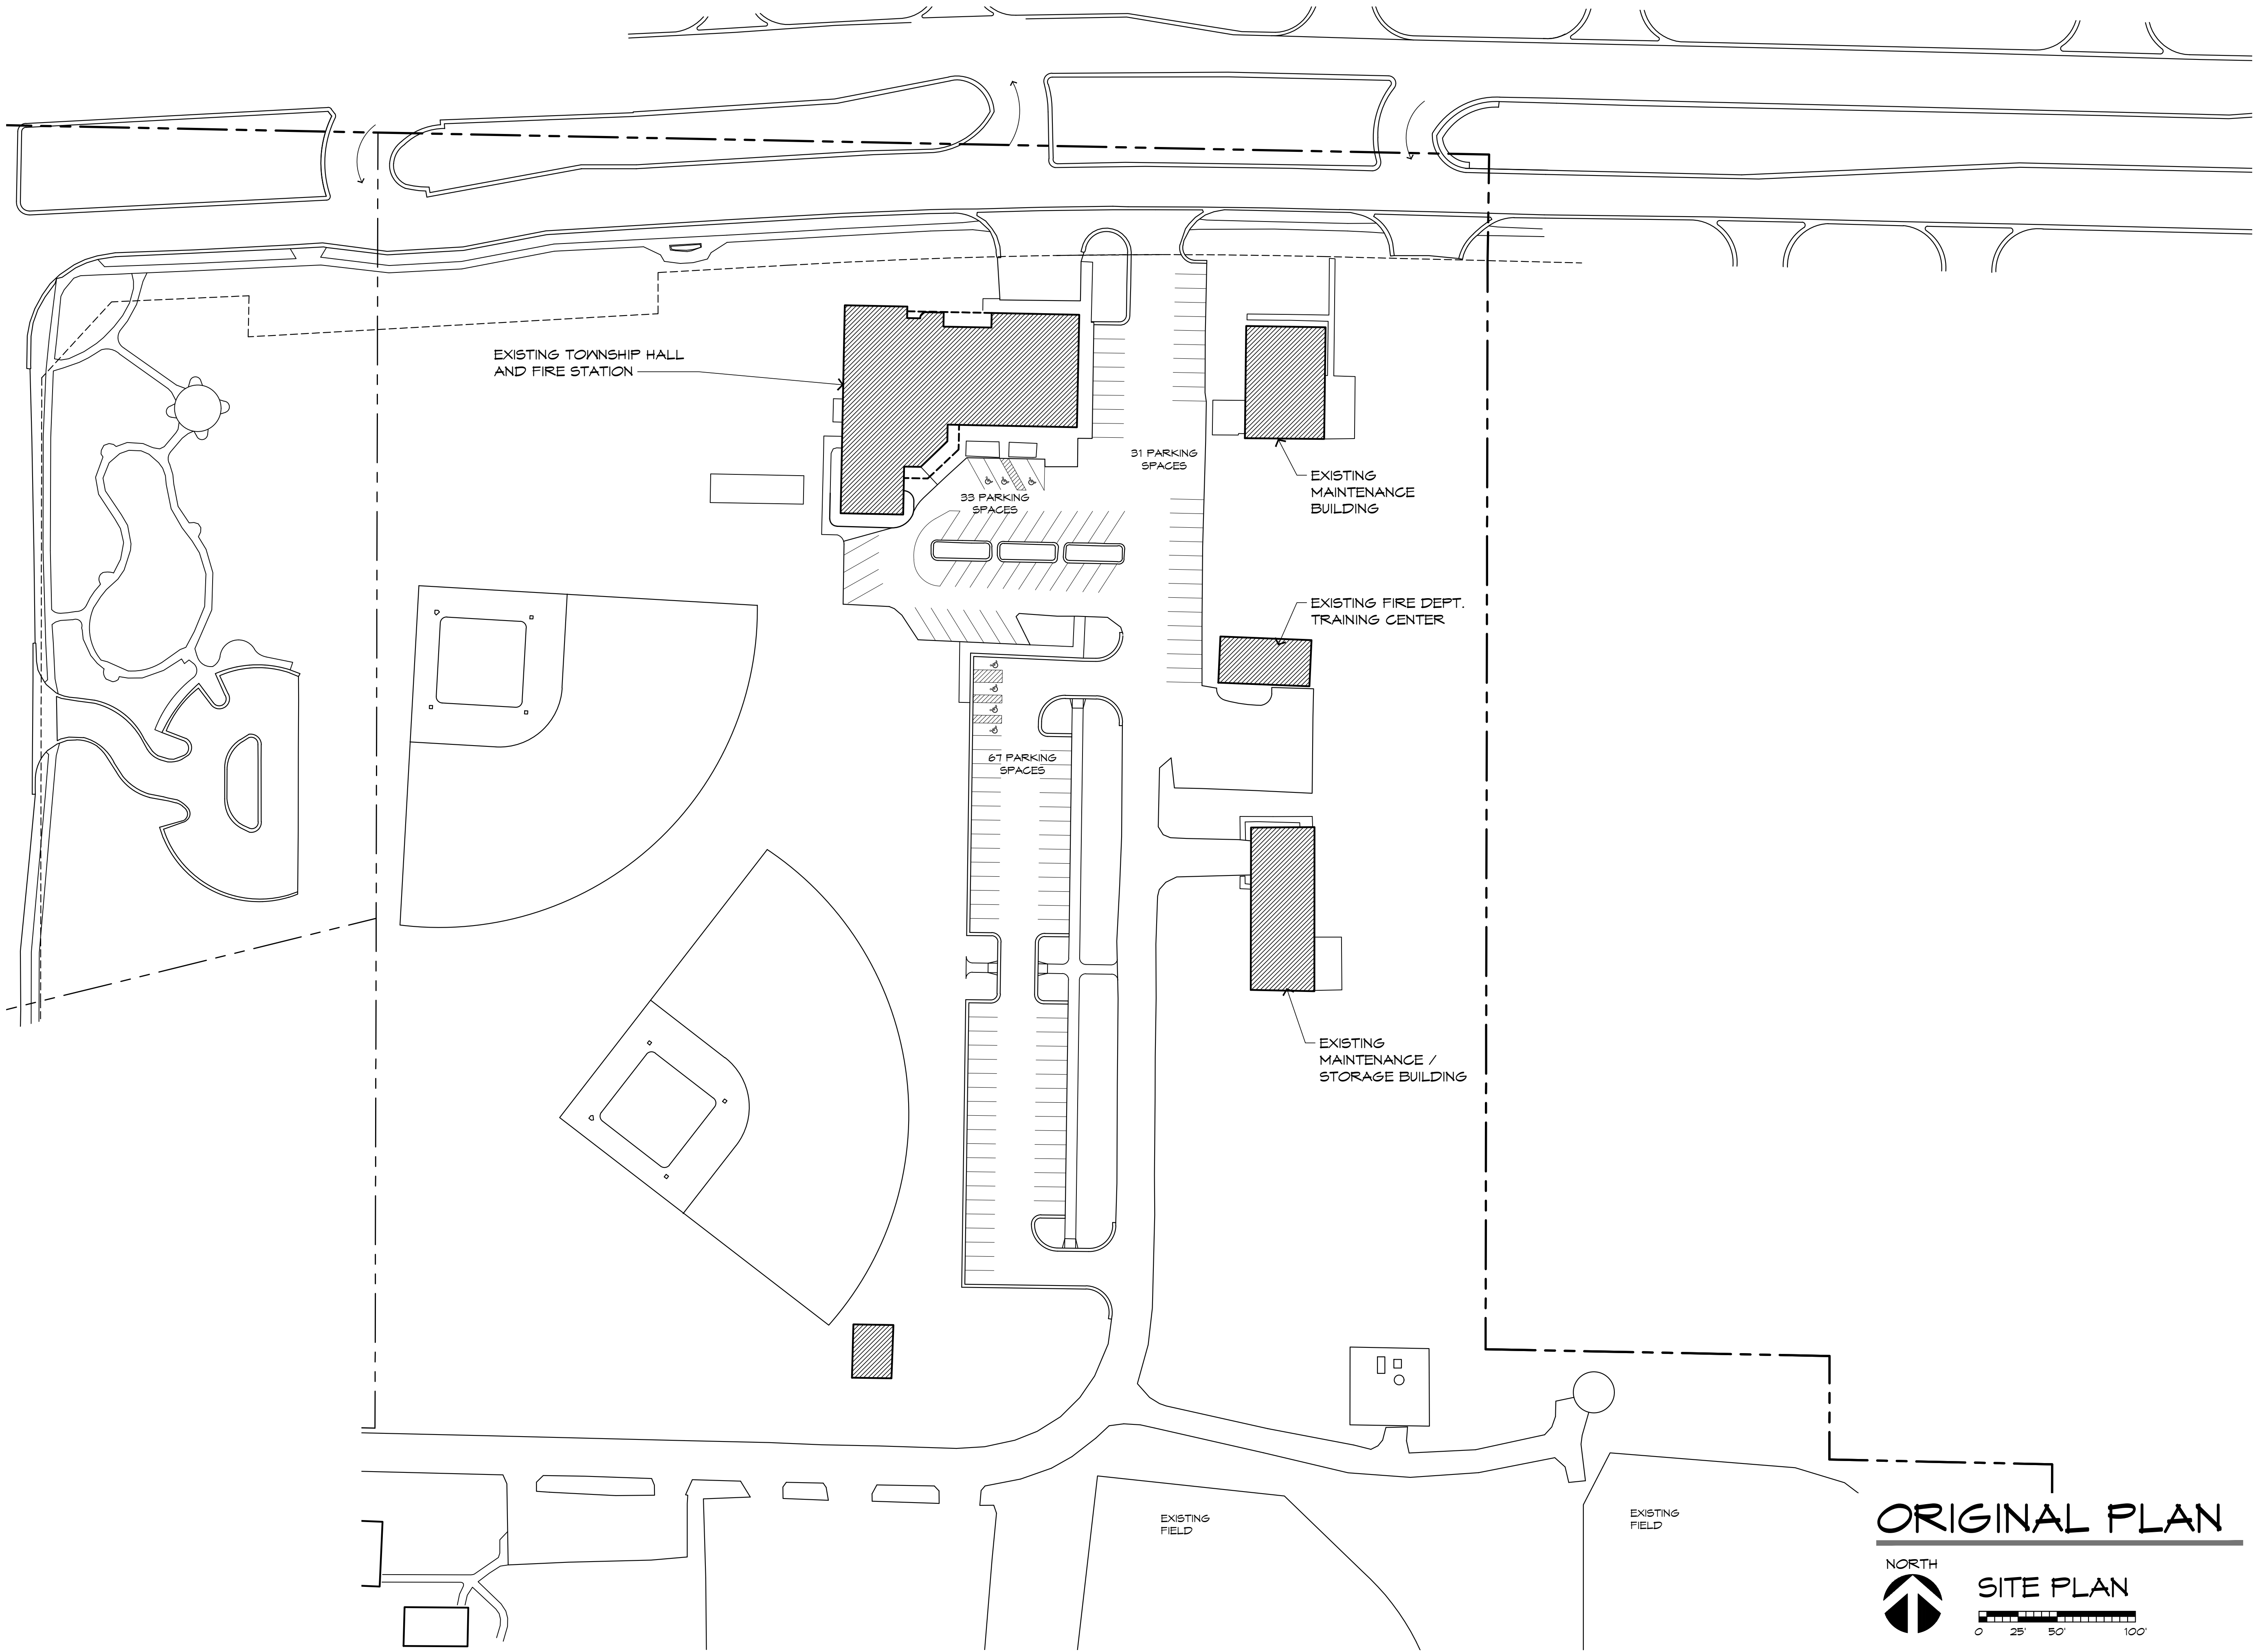 EXISTING TOWNSHIP HALL
AND FIRE STATION
31 PARKING
SPACES
33 PARKING
SPACES
EXISTING
MAINTENANCE
BUILDING
EXISTING FIRE DEPT.
TRAINING CENTER
67 PARKING
SPACES
EXISTING
MAINTENANCE /
STORAGE BUILDING
EXISTING
FIELD
EXISTING
FIELD
ORIGINAL PLAN
NORTH
SITE PLAN
0 25' 50' 100'